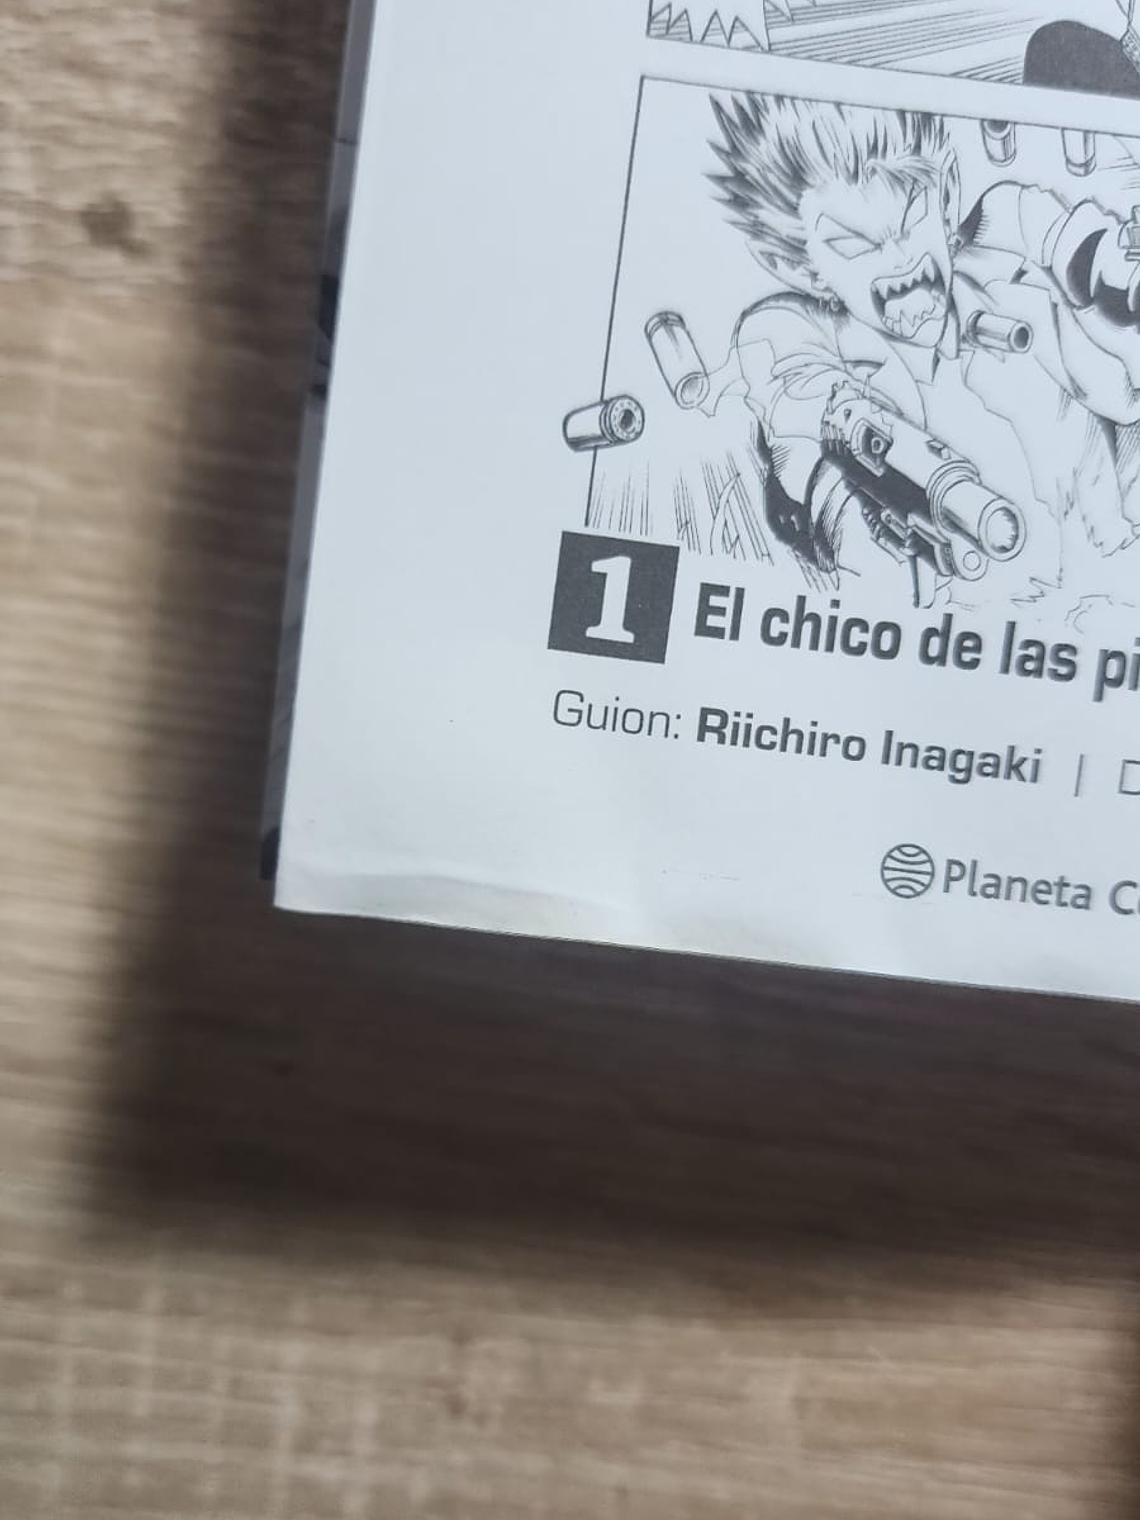 1 El chico de las
Guion: Riichiro Inagaki |
Planeta